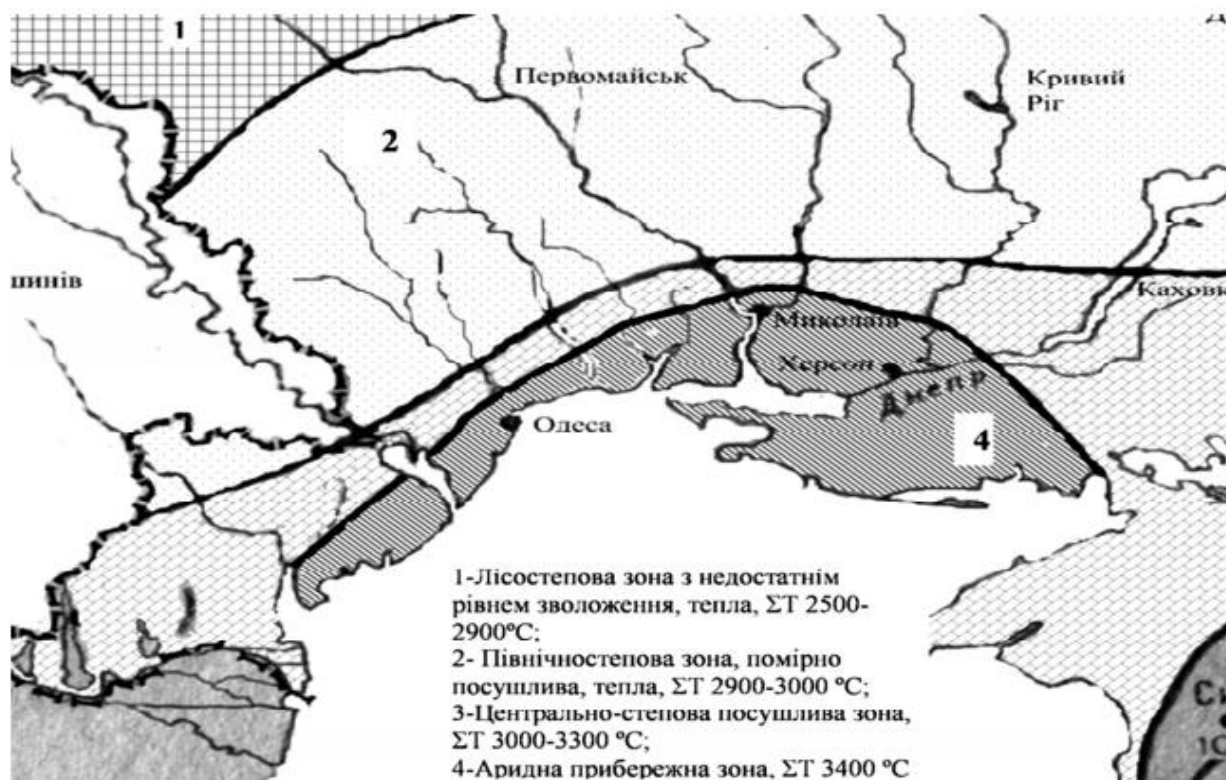 1
Первомайськ
Кривий
Ріг
2
шинів
Каховк
Миколаїв
Херсон
Днепр
Одеса
4
1-Лісостепова зона з недостатнім
рівнем зволоження, тепла, ΣТ 2500-
2900ºС;
2- Північностепова зона, помірно
посушлива, тепла, ΣТ 2900-3000 ºС;
3-Центрально-степова посушлива зона,
ΣТ 3000-3300 ºС;
4-Аридна прибережна зона, ΣТ 3400 ºС